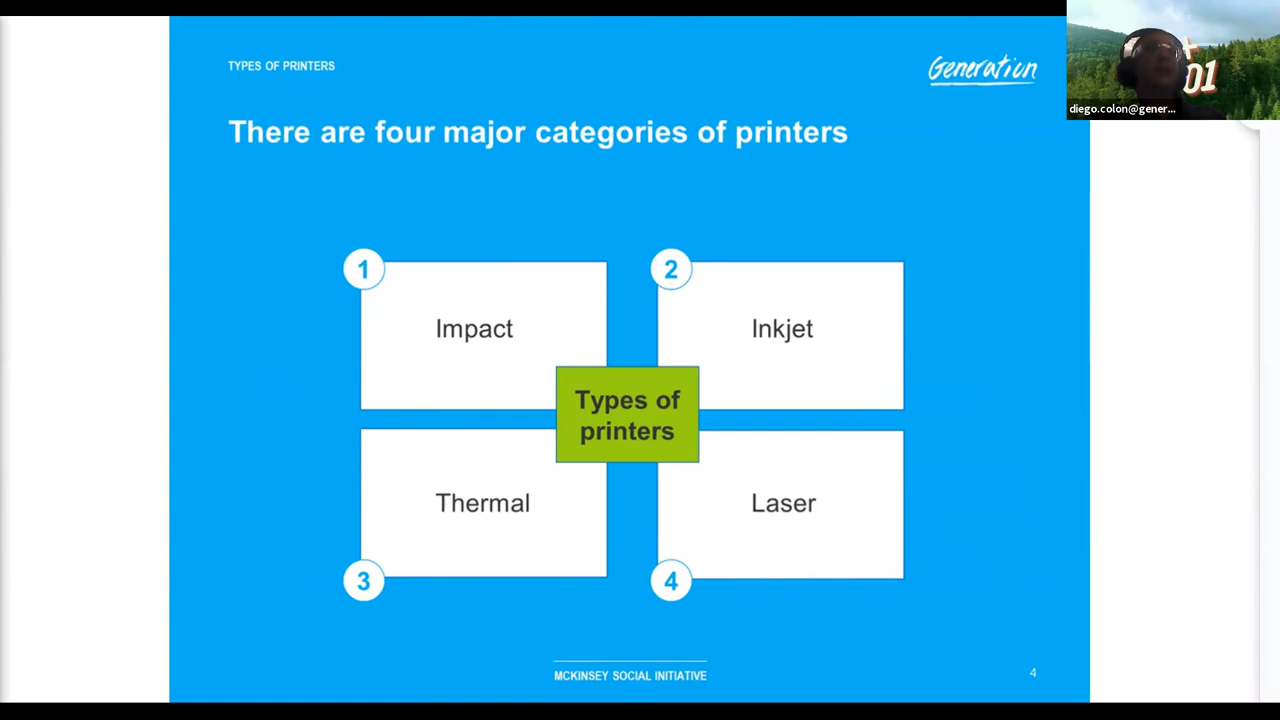 TYPES OF PRINTERS
Generation
There are four major categories of printers
1
Impact
2
Inkjet
Types of
printers
Thermal
Laser
3
4
MCKINSEY SOCIAL INITIATIVE
4
diego.colon@gener...
01